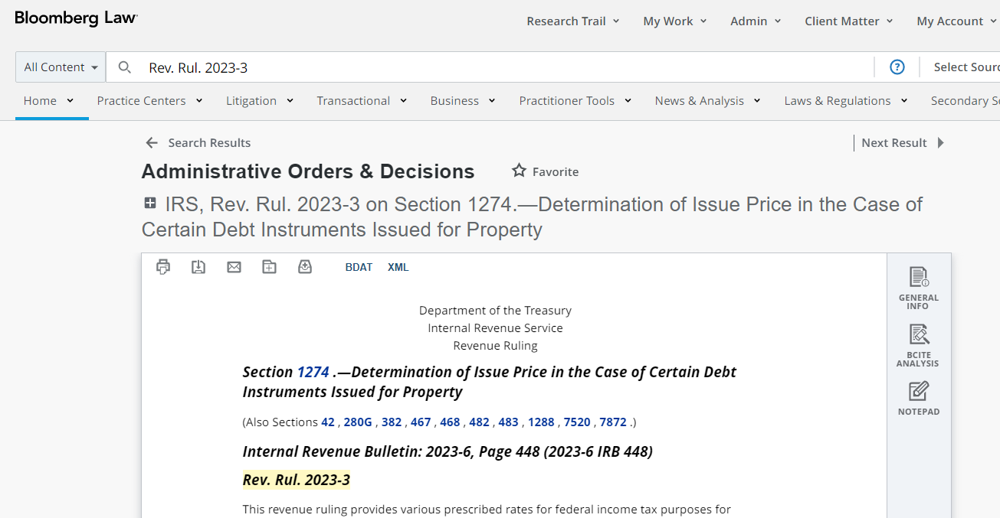 Bloomberg Law
Research Trail My Work Admin Client Matter My Account
All Content Rev. Rul. 2023-3 ? Select Sourc
Home Practice Centers Litigation Transactional Business Practitioner Tools News & Analysis Laws & Regulations Secondary S
Search Results Next Result
Administrative Orders & Decisions Favorite
IRS, Rev. Rul. 2023-3 on Section 1274.—Determination of Issue Price in the Case of
Certain Debt Instruments Issued for Property
BDAT XML
GENERAL
INFO
BCITE
ANALYSIS
NOTEPAD
Department of the Treasury
Internal Revenue Service
Revenue Ruling
Section 1274 .—Determination of Issue Price in the Case of Certain Debt
Instruments Issued for Property
(Also Sections 42 , 280G , 382 , 467 , 468 , 482 , 483 , 1288 , 7520 , 7872 .)
Internal Revenue Bulletin: 2023-6, Page 448 (2023-6 IRB 448)
Rev. Rul. 2023-3
This revenue ruling provides various prescribed rates for federal income tax purposes for